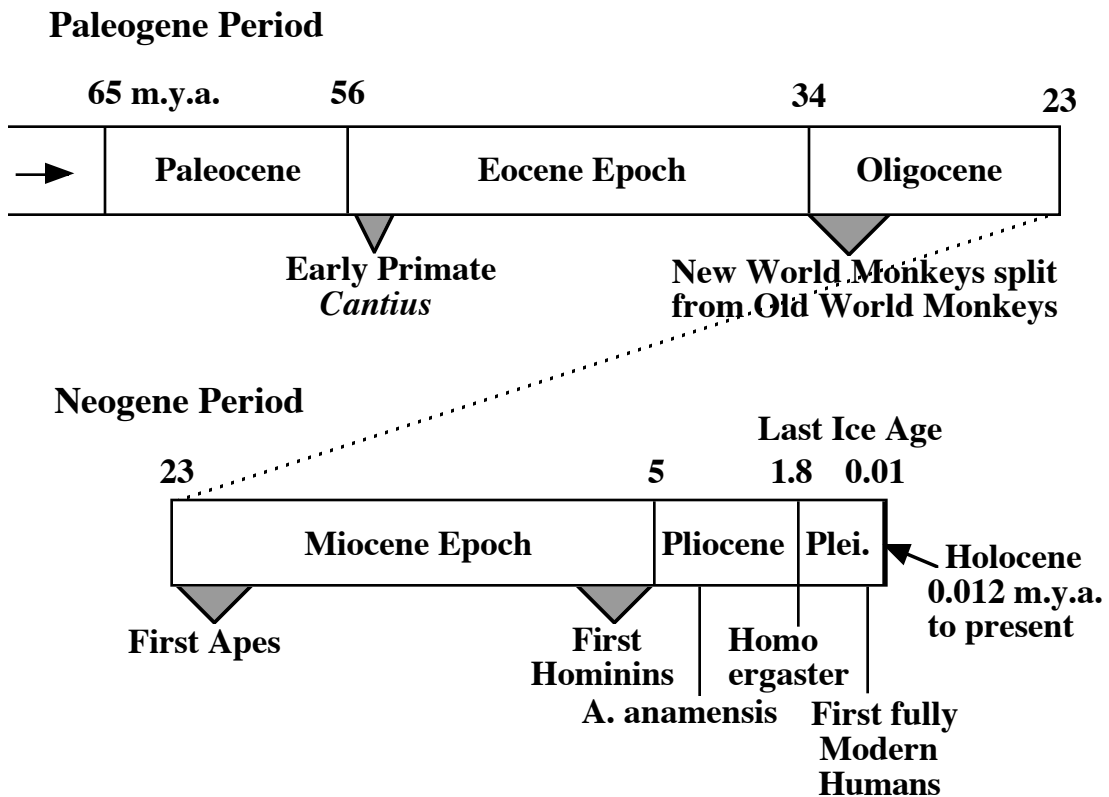 Paleogene Period
65 m.y.a.
56
34
23
Paleocene
Eocene Epoch
Oligocene
Early Primate
Cantius
New World Monkeys split
from Old World Monkeys
Neogene Period
Last Ice Age
23
5
1.8
0.01
Miocene Epoch
Pliocene
Plei.
Holocene
0.012 m.y.a.
to present
First Apes
First
Hominins
A. anamensis
Homo
ergaster
First fully
Modern
Humans